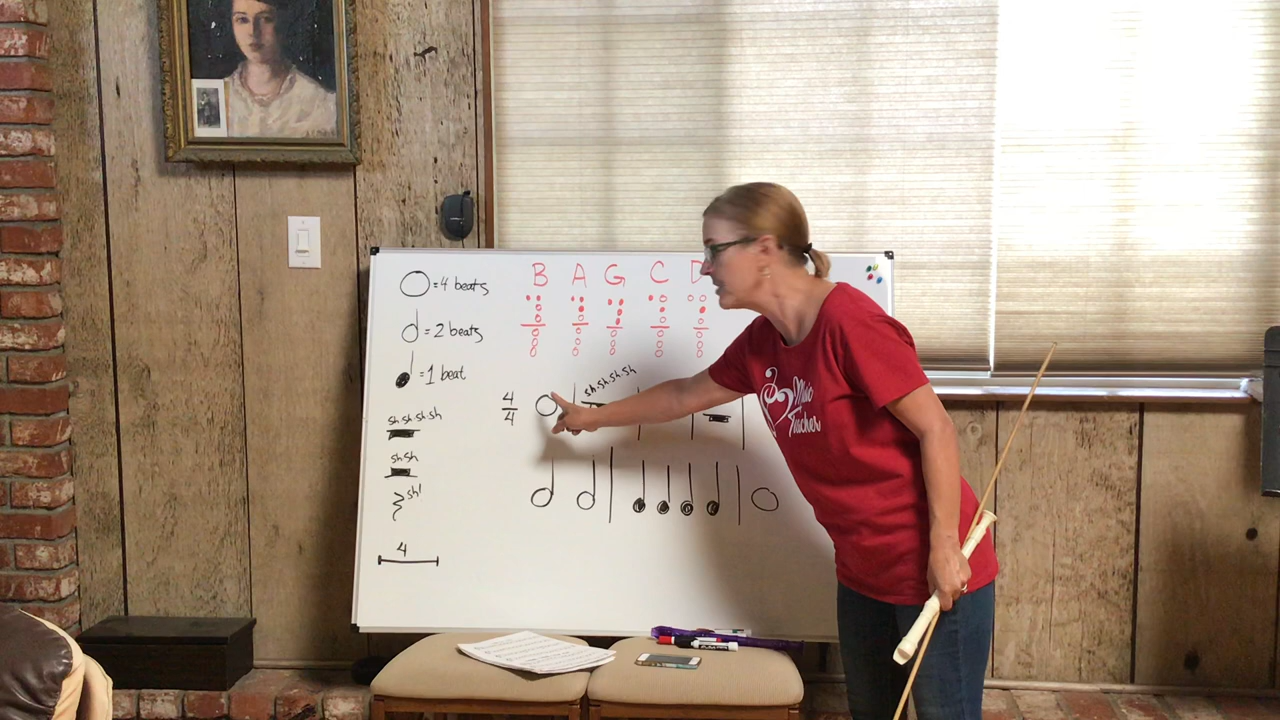 = 4 beats
= 2 beats
= 1 beat
sh.sh.sh.sh
sh.sh
sh!
4
B A G C D
4
4
sh.sh.sh.sh
Music
Teacher